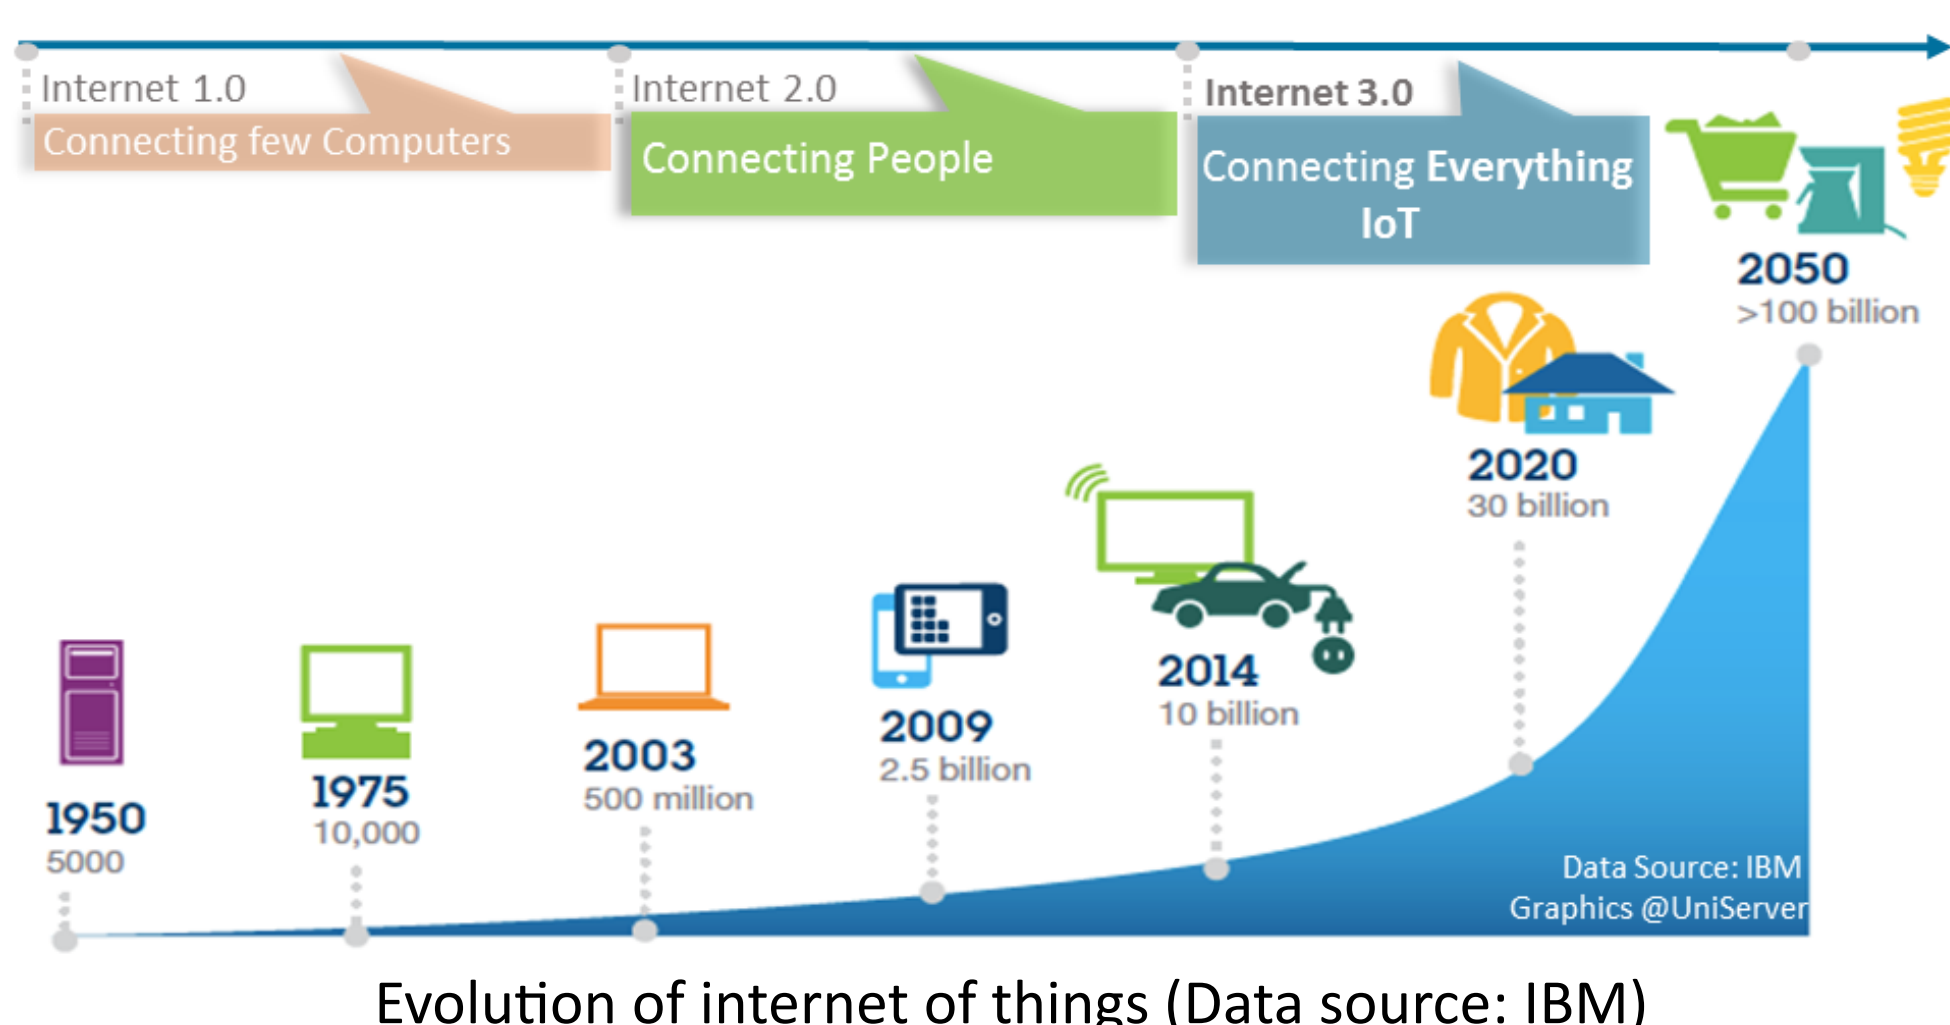 Internet 1.0
Connecting few Computers
Internet 2.0
Connecting People
Internet 3.0
Connecting Everything
IoT
2050
>100 billion
2020
30 billion
2014
10 billion
2009
2.5 billion
2003
500 million
1975
10,000
1950
5000
Data Source: IBM
Graphics @UniServer
Evolution of internet of things (Data source: IBM)